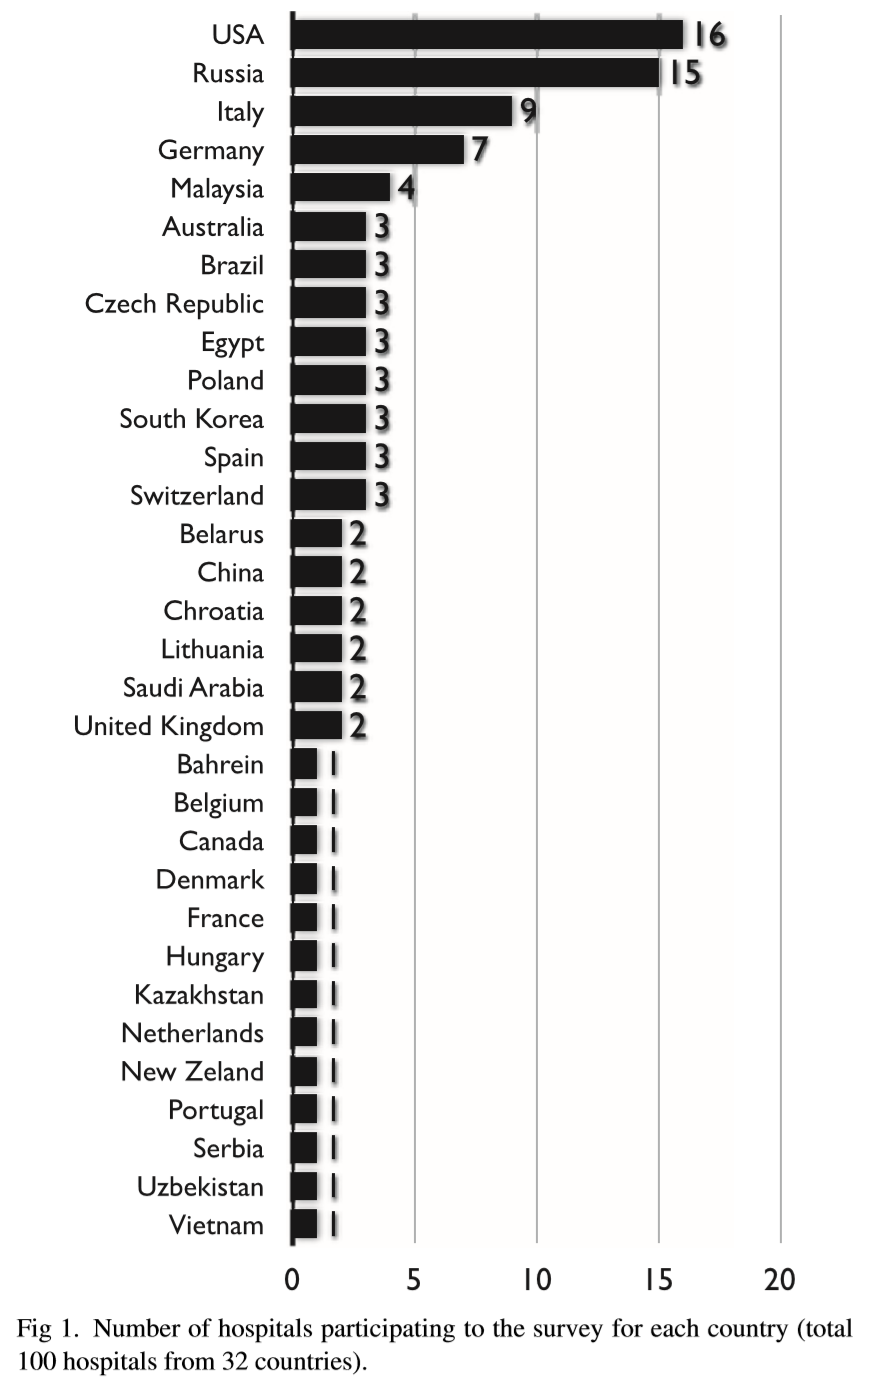 USA 16
Russia 15
Italy 9
Germany 7
Malaysia 4
Australia 3
Brazil 3
Czech Republic 3
Egypt 3
Poland 3
South Korea 3
Spain 3
Switzerland 3
Belarus 2
China 2
Chroatia 2
Lithuania 2
Saudi Arabia 2
United Kingdom 2
Bahrein 1
Belgium 1
Canada 1
Denmark 1
France 1
Hungary 1
Kazakhstan 1
Netherlands 1
New Zeland 1
Portugal 1
Serbia 1
Uzbekistan 1
Vietnam 1
0 5 10 15 20
Fig 1. Number of hospitals participating to the survey for each country (total
100 hospitals from 32 countries).